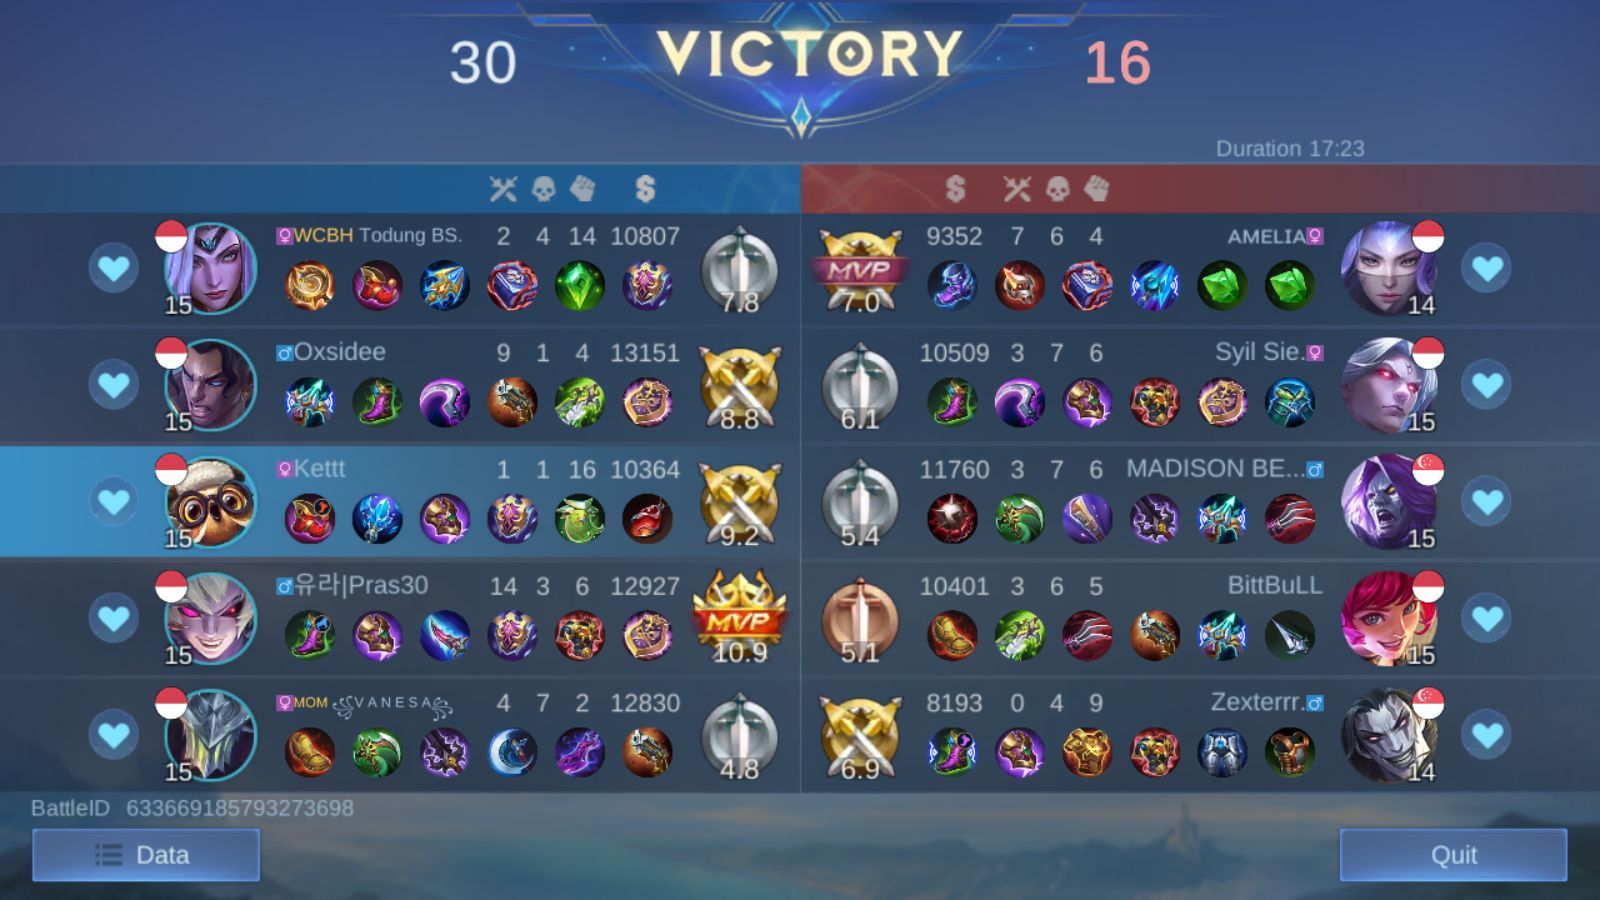 30 VICTORY 16
Duration 17:23
WCBH Todung BS. 2 4 14 10807
15 7.8
MVP 9352 7 6 4 AMELIA
7.0 14
Oxsidee 9 1 4 13151
15 8.8
10509 3 7 6 Syil Sie.
6.1 15
Kettt 1 1 16 10364
15 9.2
11760 3 7 6 MADISON BE...
5.4 15
유라|Pras30 14 3 6 12927 MVP
15 10.9
10401 3 6 5 BittBuLL
5.1 15
MOM VANESA 4 7 2 12830
15 4.8
8193 0 4 9 Zexterrr.
6.9 14
BattleID 633669185793273698
Data
Quit